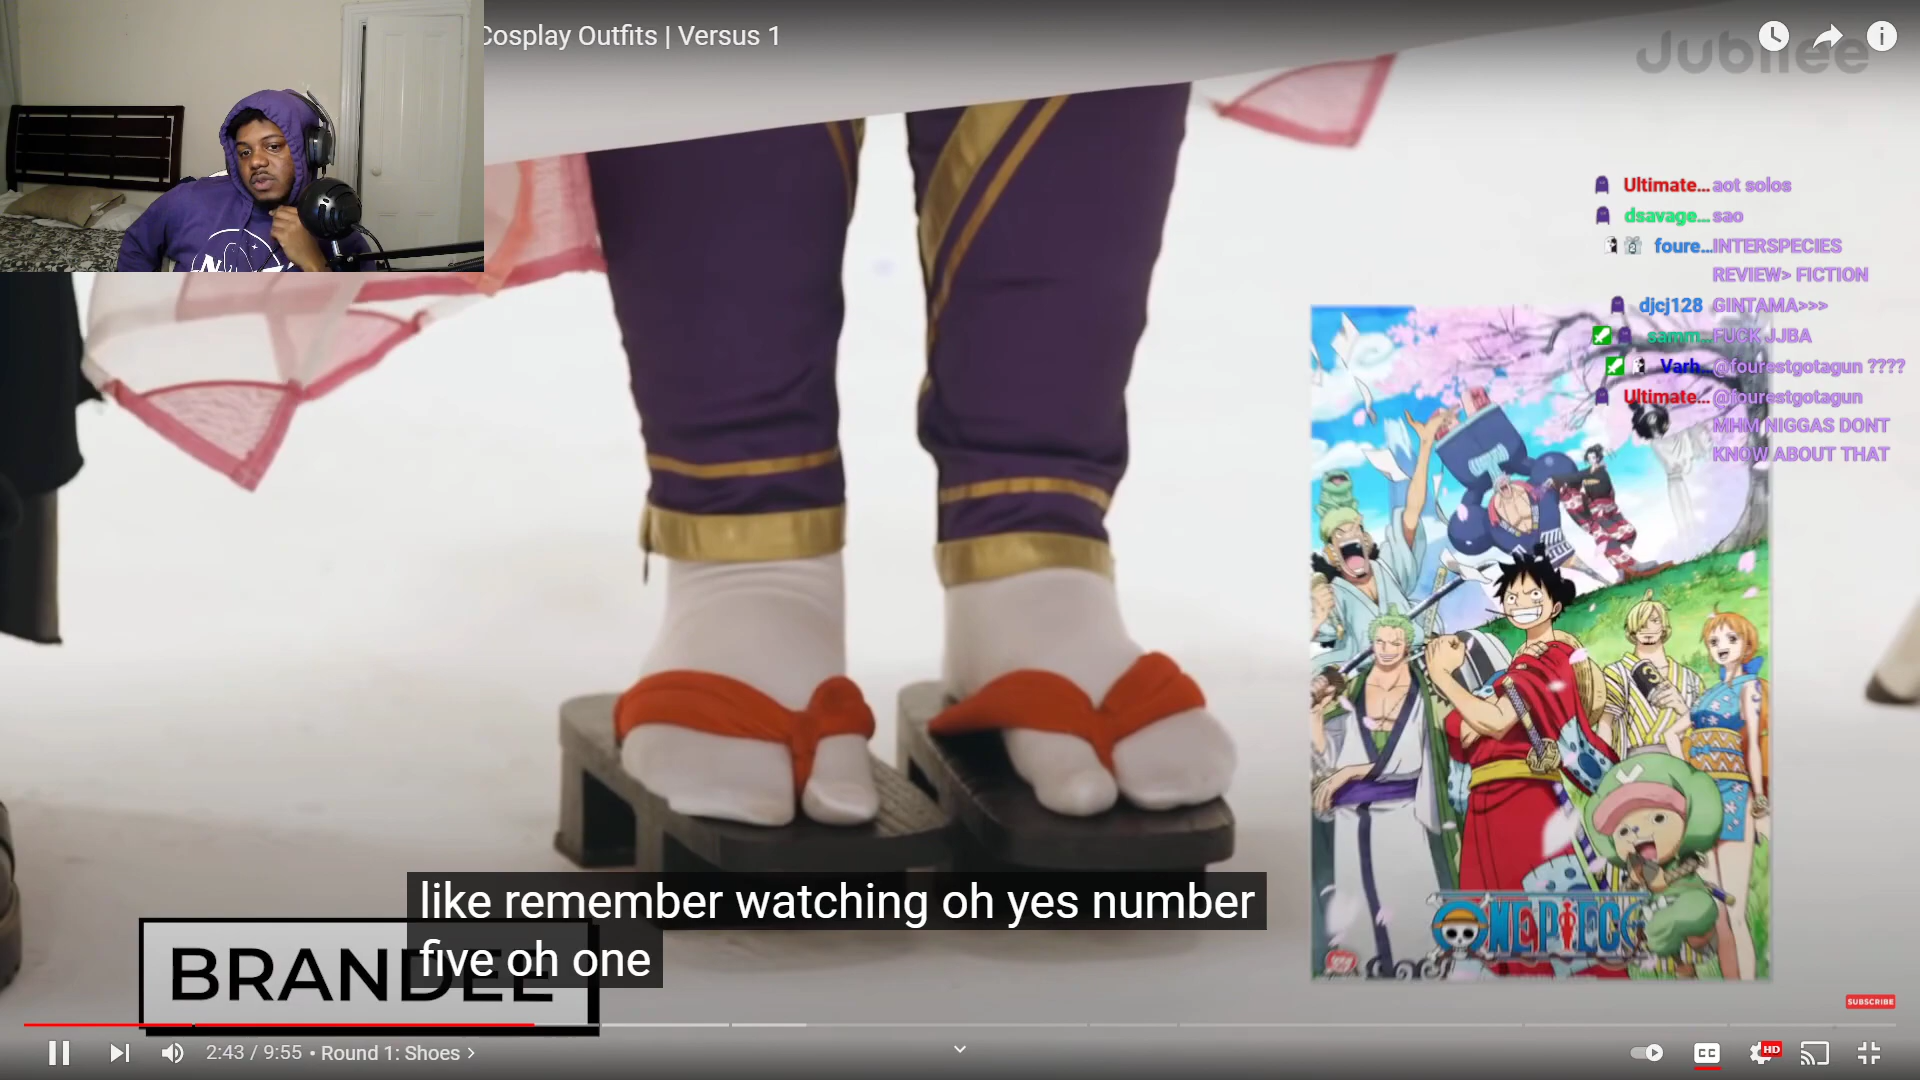 Cosplay Outfits | Versus 1
Jubilee
Ultimate... aot solos
dsavage... sao
foure... INTERSPECIES
REVIEW> FICTION
djcj128 GINTAMA>>>
samm... FUCK JJBA
Varh... @fourestgotagun ????
Ultimate... @fourestgotagun
MHM NIGGAS DONT
KNOW ABOUT THAT
ONE PIECE
like remember watching oh yes number
five oh one
BRANDEE
SUBSCRIBE
2:43 / 9:55 • Round 1: Shoes >
CC
HD